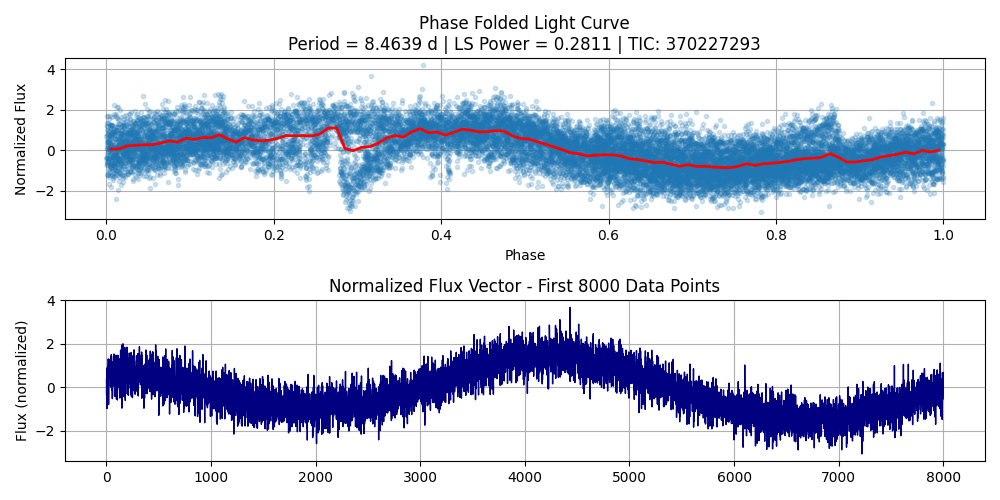 Phase Folded Light Curve
Period = 8.4639 d | LS Power = 0.2811 | TIC: 370227293
Normalized Flux
4
2
0
−2
0.0 0.2 0.4 0.6 0.8 1.0
Phase
Normalized Flux Vector - First 8000 Data Points
Flux (normalized)
4
2
0
−2
0 1000 2000 3000 4000 5000 6000 7000 8000